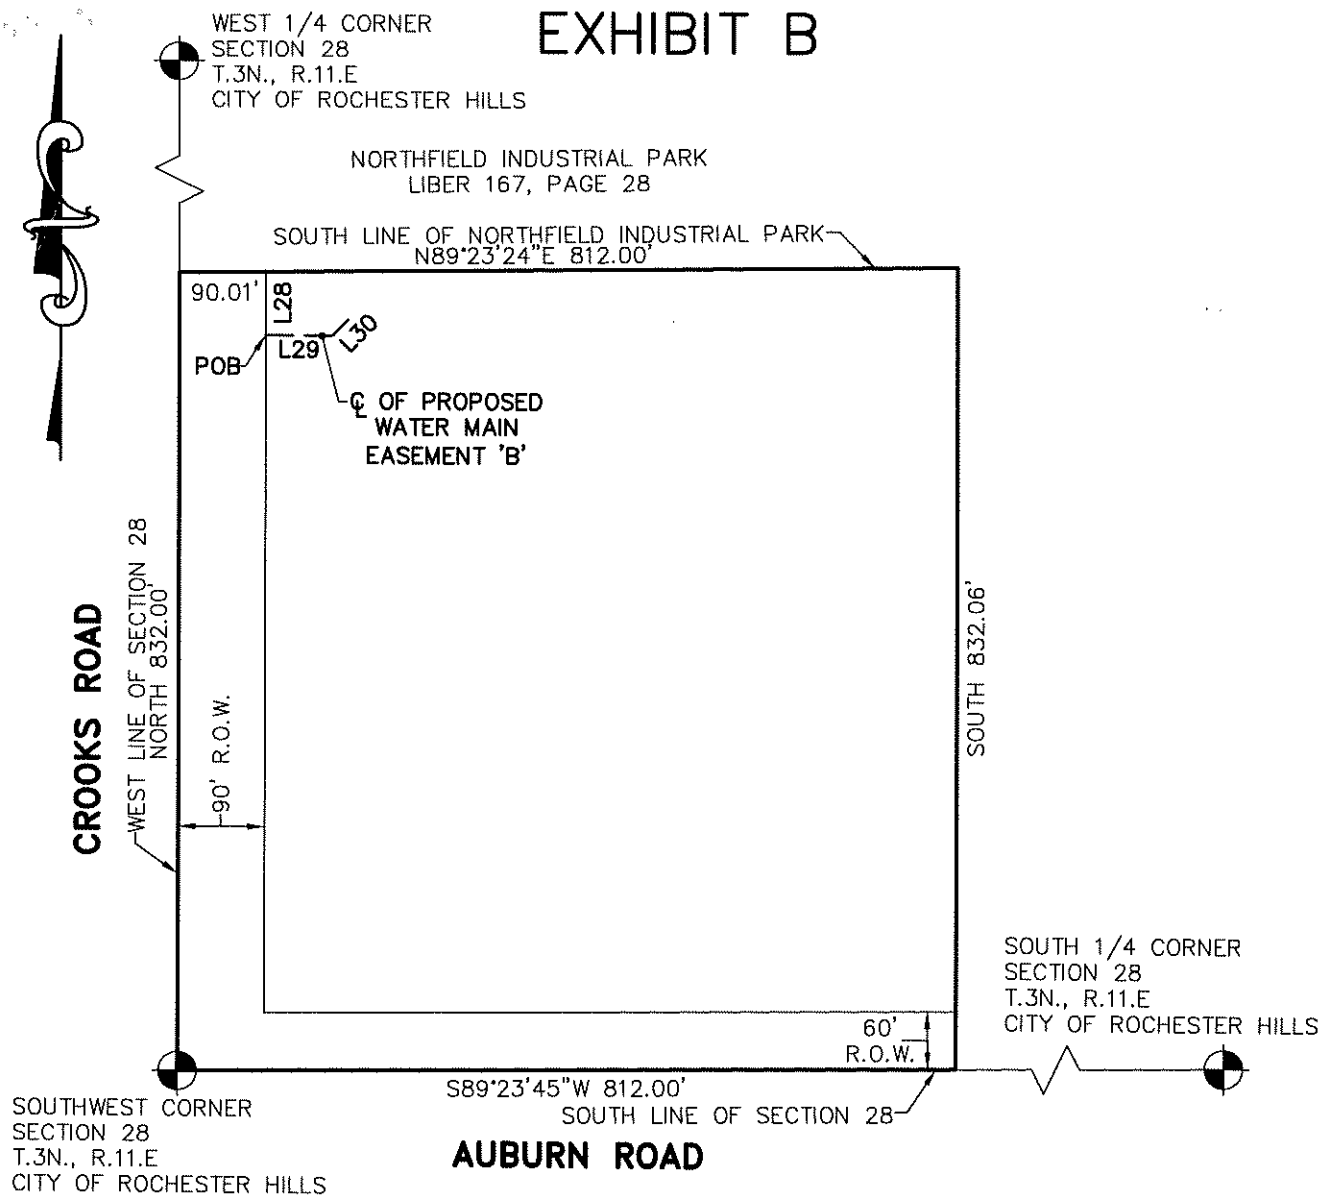 EXHIBIT B
WEST 1/4 CORNER
SECTION 28
T.3N., R.11.E
CITY OF ROCHESTER HILLS
NORTHFIELD INDUSTRIAL PARK
LIBER 167, PAGE 28
SOUTH LINE OF NORTHFIELD INDUSTRIAL PARK
N89°23'24"E 812.00'
90.01'
L28
L29
L30
POB
℄ OF PROPOSED
WATER MAIN
EASEMENT 'B'
CROOKS ROAD
WEST LINE OF SECTION 28
NORTH 832.00'
90' R.O.W.
SOUTH 832.06'
SOUTH 1/4 CORNER
SECTION 28
T.3N., R.11.E
CITY OF ROCHESTER HILLS
60'
R.O.W.
S89°23'45"W 812.00'
SOUTH LINE OF SECTION 28
AUBURN ROAD
SOUTHWEST CORNER
SECTION 28
T.3N., R.11.E
CITY OF ROCHESTER HILLS